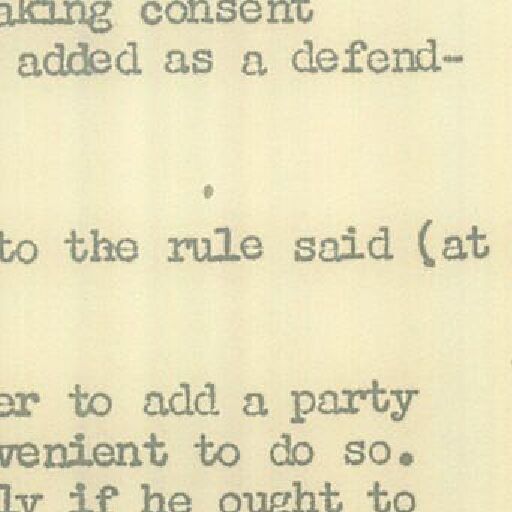 aking consent
added as a defend-
to the rule said (at
er to add a party
venient to do so.
ly if he ought to